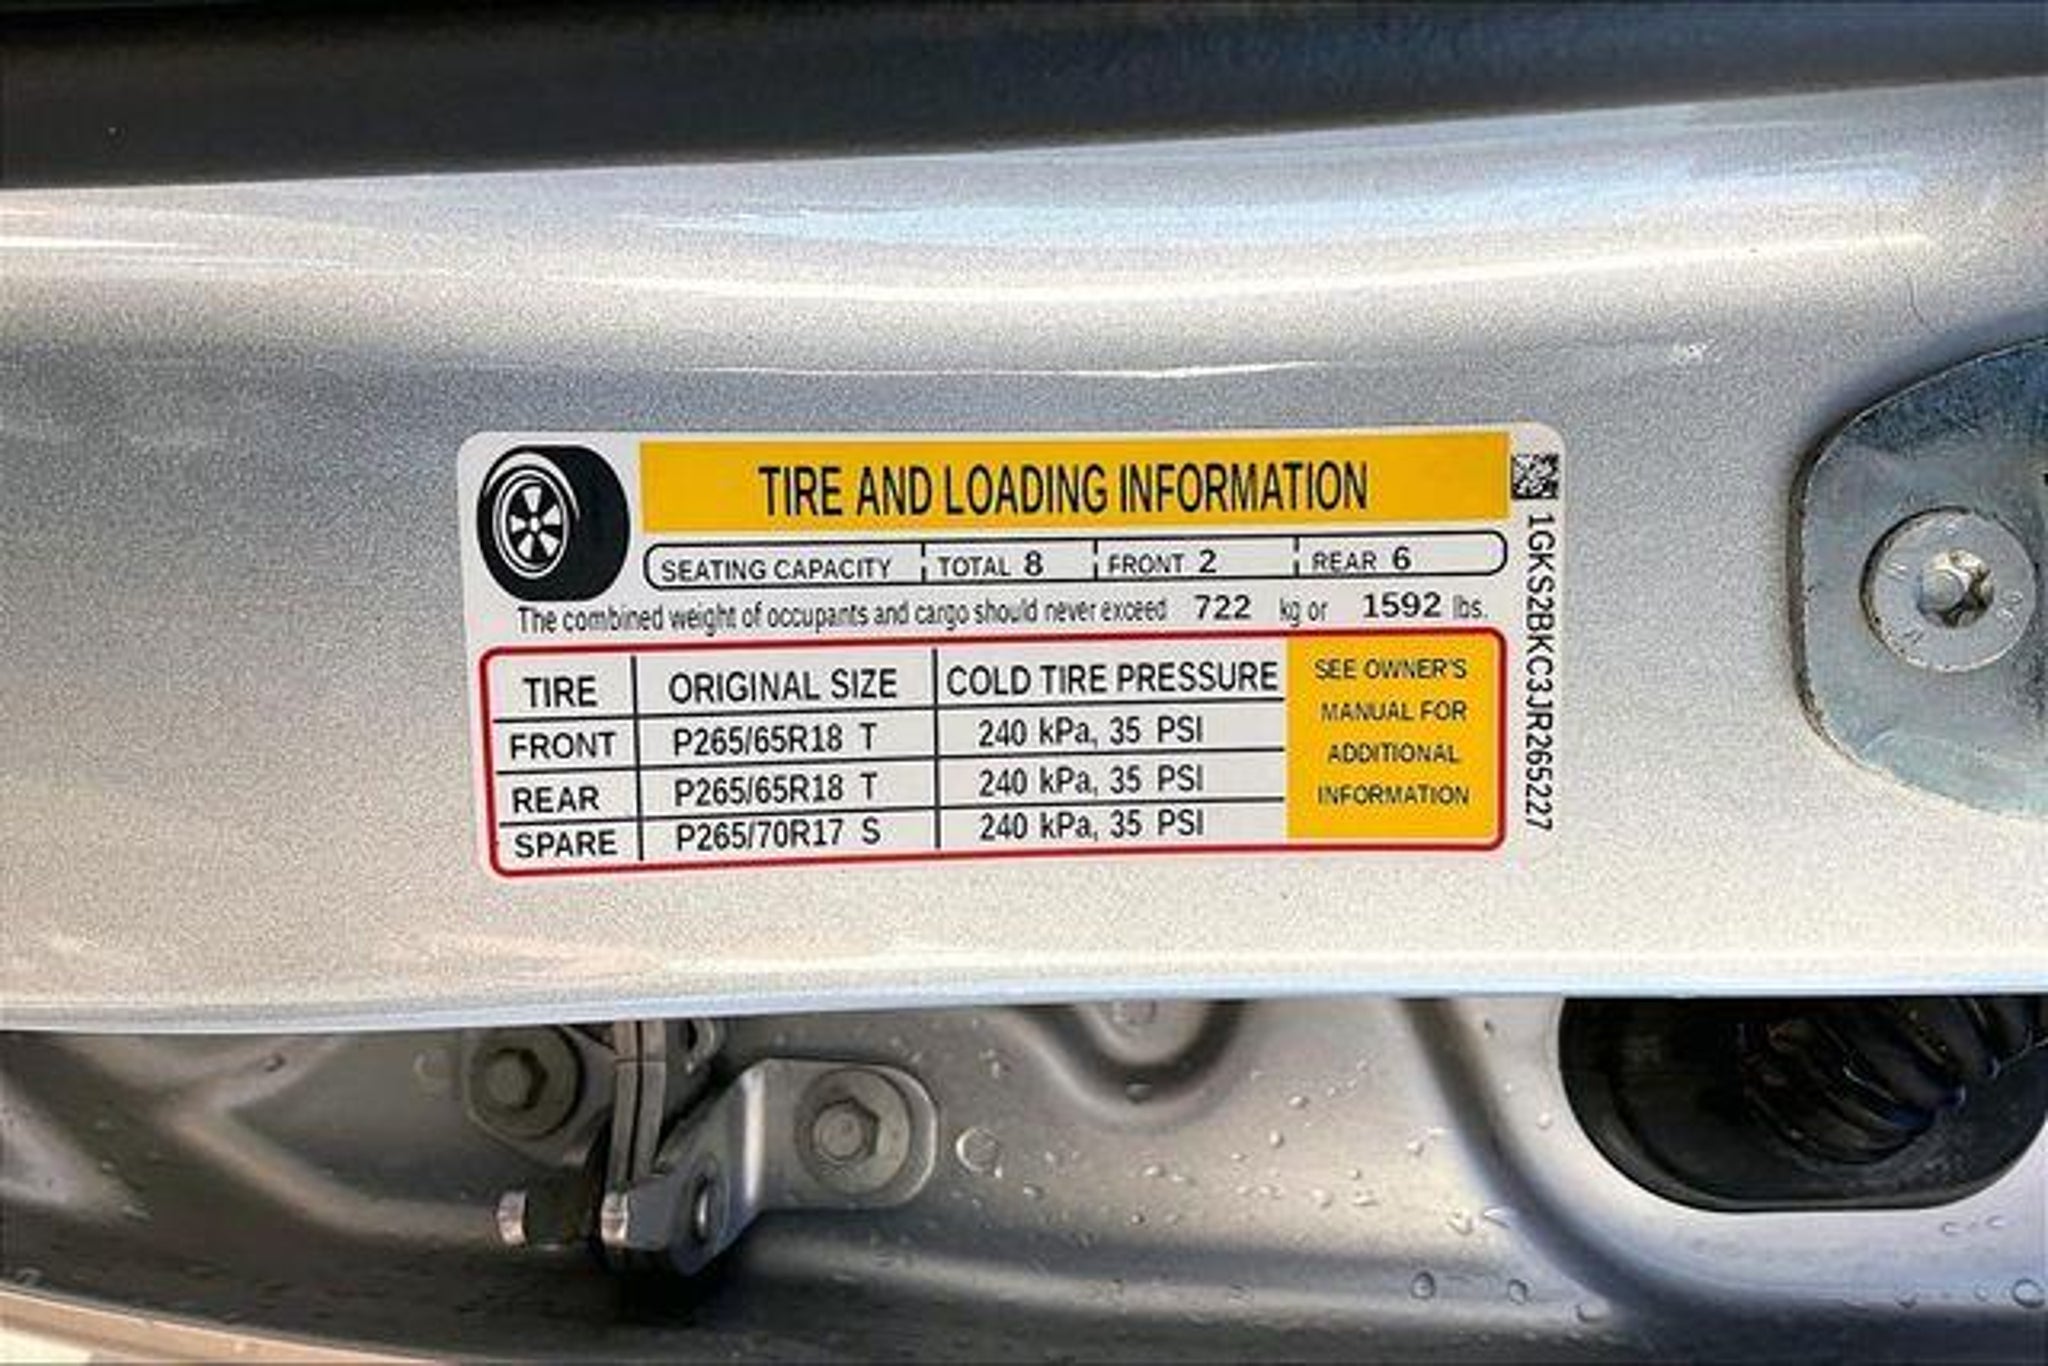 TIRE AND LOADING INFORMATION
SEATING CAPACITY TOTAL 8 FRONT 2 REAR 6
The combined weight of occupants and cargo should never exceed 722 kg or 1592 lbs.
TIRE ORIGINAL SIZE COLD TIRE PRESSURE
FRONT P265/65R18 T 240 kPa, 35 PSI
REAR P265/65R18 T 240 kPa, 35 PSI
SPARE P265/70R17 S 240 kPa, 35 PSI
SEE OWNER'S
MANUAL FOR
ADDITIONAL
INFORMATION
1GKS2BKC3JR265227